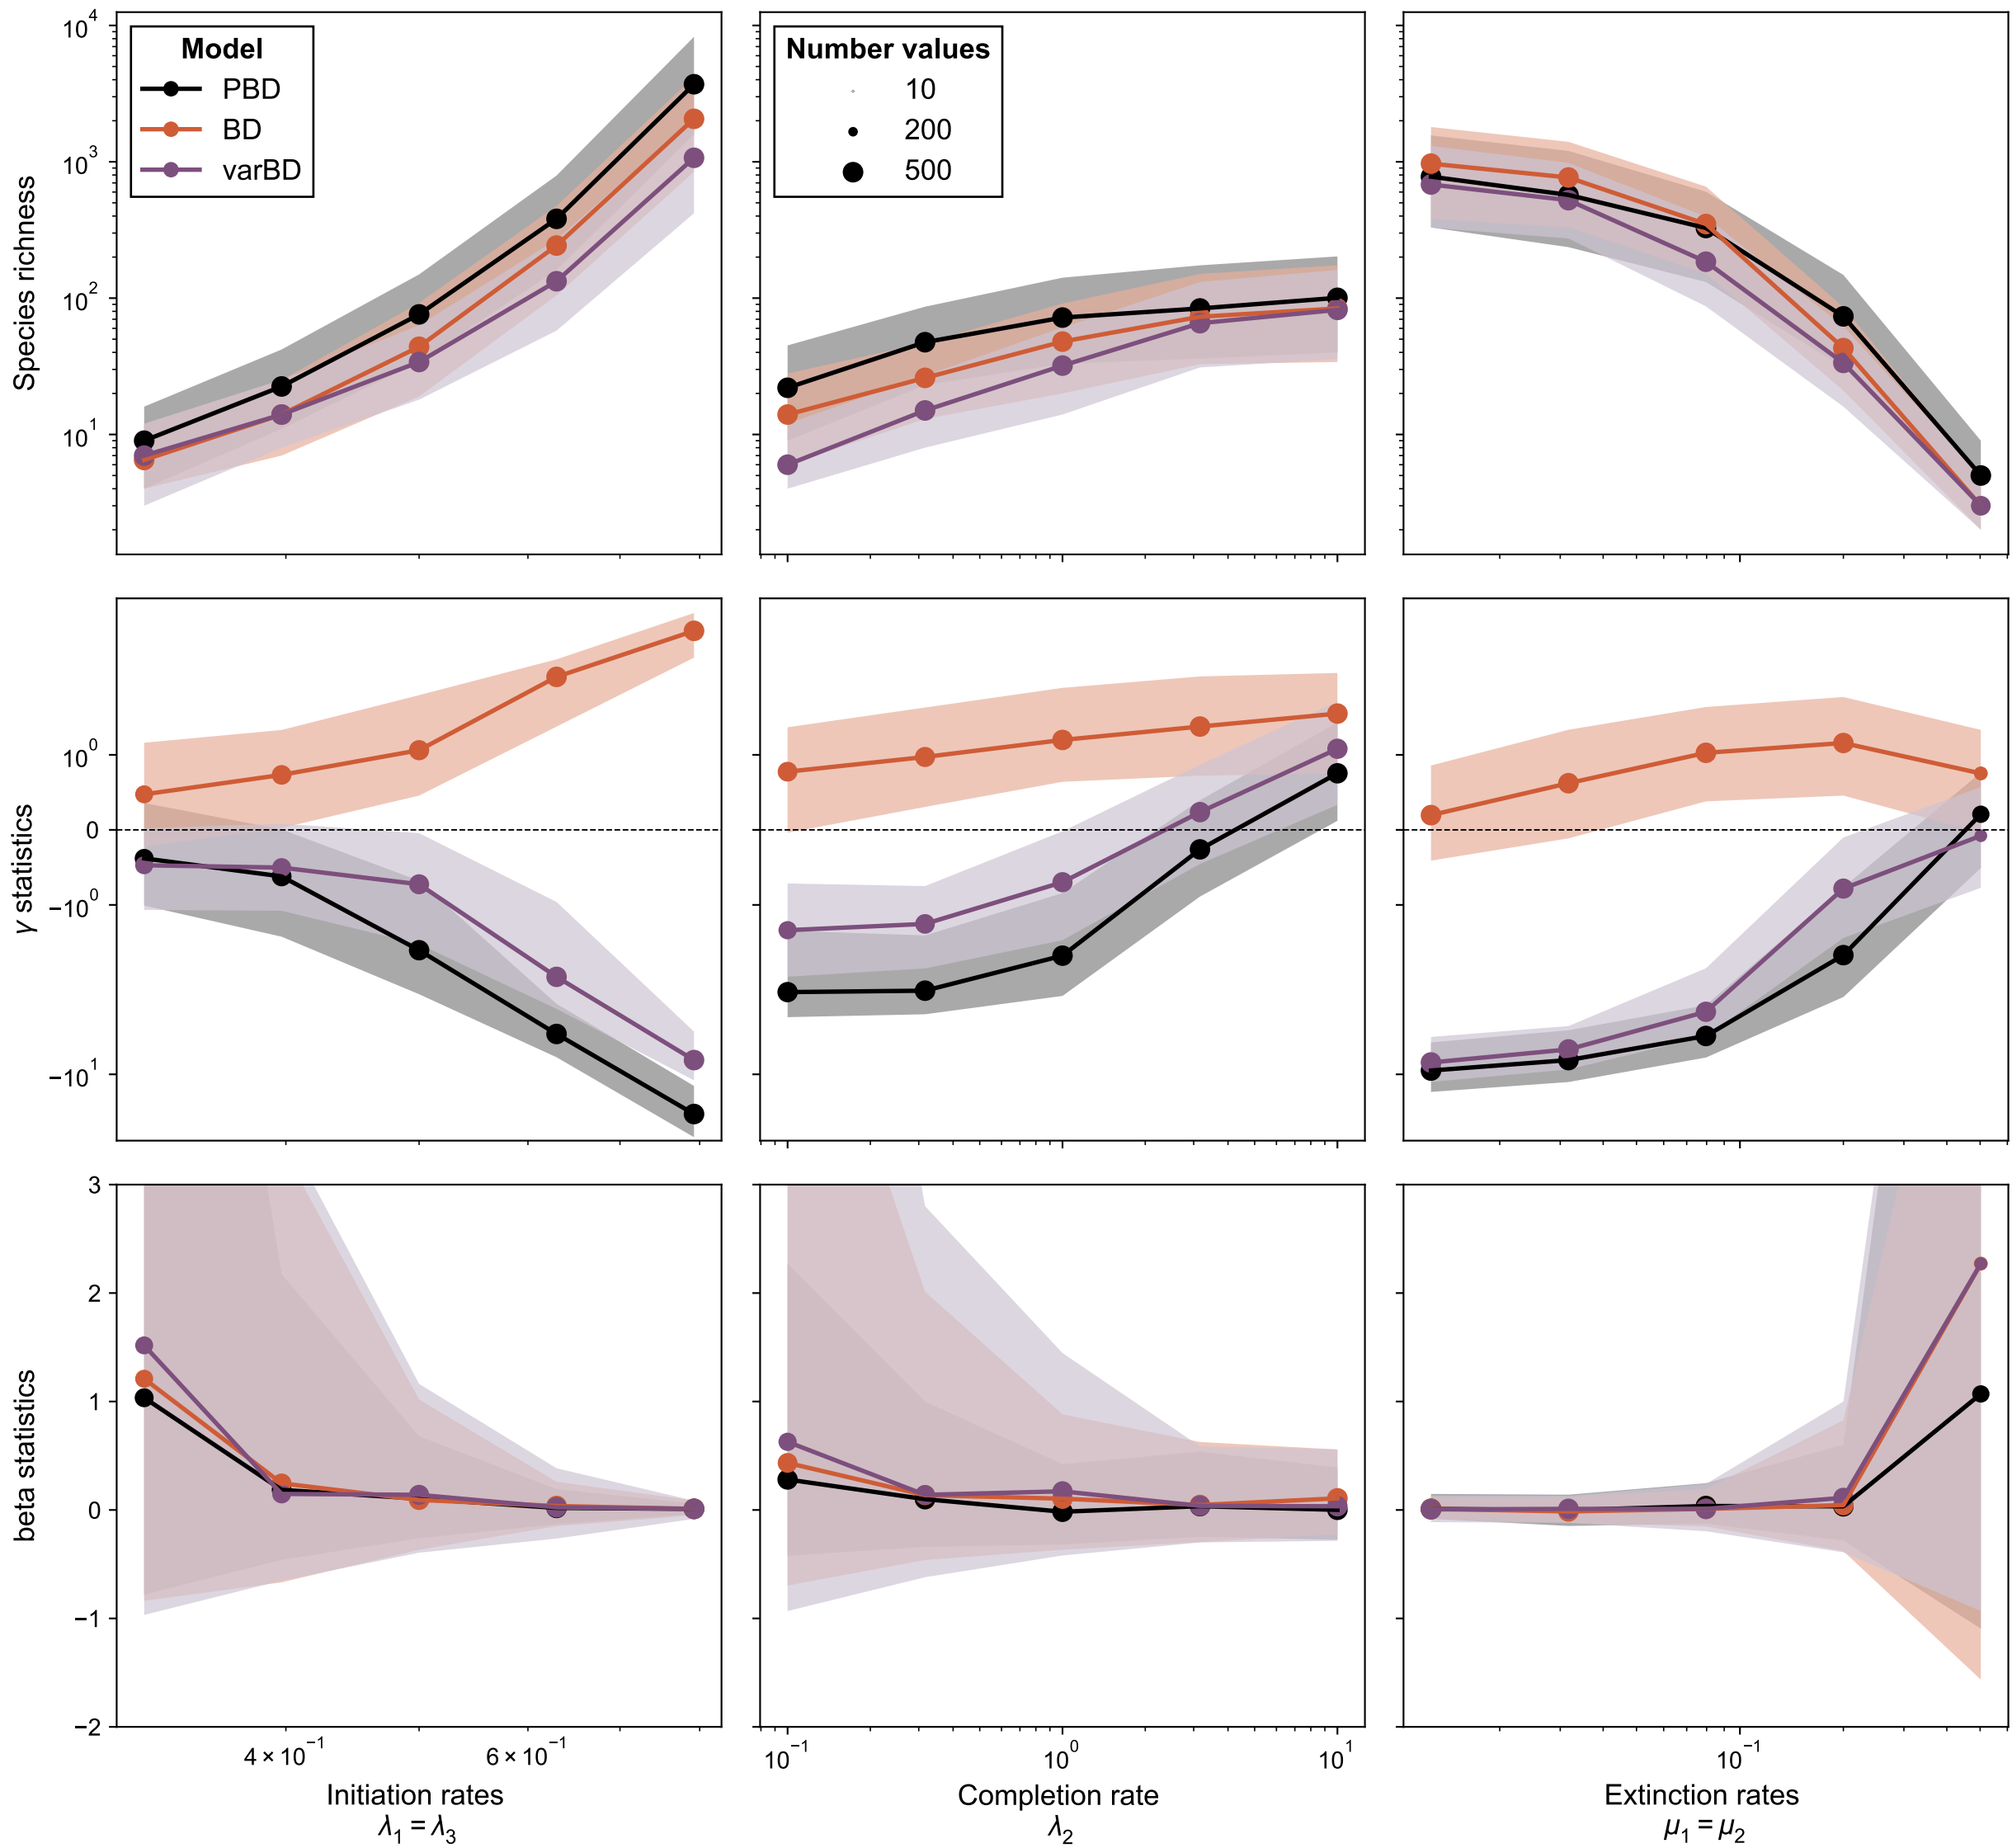 Species richness
10^4
10^3
10^2
10^1
Model
PBD
BD
varBD
Number values
10
200
500
γ statistics
10^0
0
−10^0
−10^1
beta statistics
3
2
1
0
−1
−2
4 × 10^−1
6 × 10^−1
10^−1
10^0
10^1
10^−1
Initiation rates
λ_1 = λ_3
Completion rate
λ_2
Extinction rates
μ_1 = μ_2